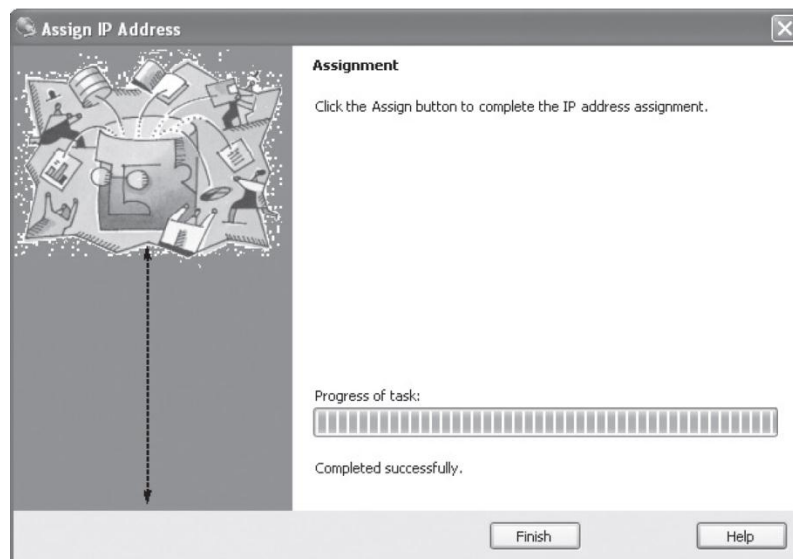 Assign IP Address
Assignment
Click the Assign button to complete the IP address assignment.
Progress of task:
Completed successfully.
Finish
Help